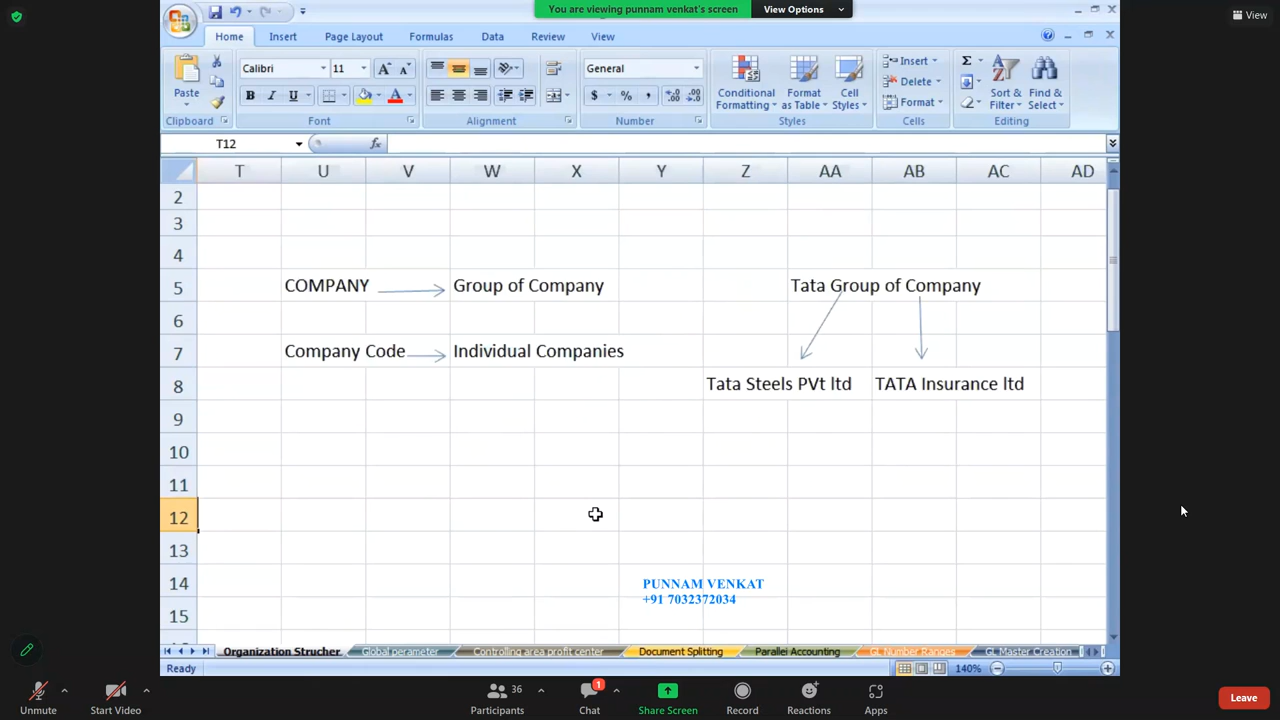 You are viewing punnam venkat's screen
View Options
View
Home Insert Page Layout Formulas Data Review View
Paste
Calibri 11
B I U
General
$ % ,
Conditional Formatting
Format as Table
Cell Styles
Insert
Delete
Format
Sort & Filter
Find & Select
Clipboard Font Alignment Number Styles Cells Editing
T12 fx
T U V W X Y Z AA AB AC AD
2
3
4
5 COMPANY Group of Company Tata Group of Company
6
7 Company Code Individual Companies
8 Tata Steels PVt ltd TATA Insurance ltd
9
10
11
12
13
14
15
PUNNAM VENKAT
+91 7032372034
Organization Strucher Global perameter Controlling area profit center Document Splitting Parallel Accounting GL Number Ranges GL Master Creation
Ready 140%
Unmute Start Video Participants 36 Chat 1 Share Screen Record Reactions Apps Leave